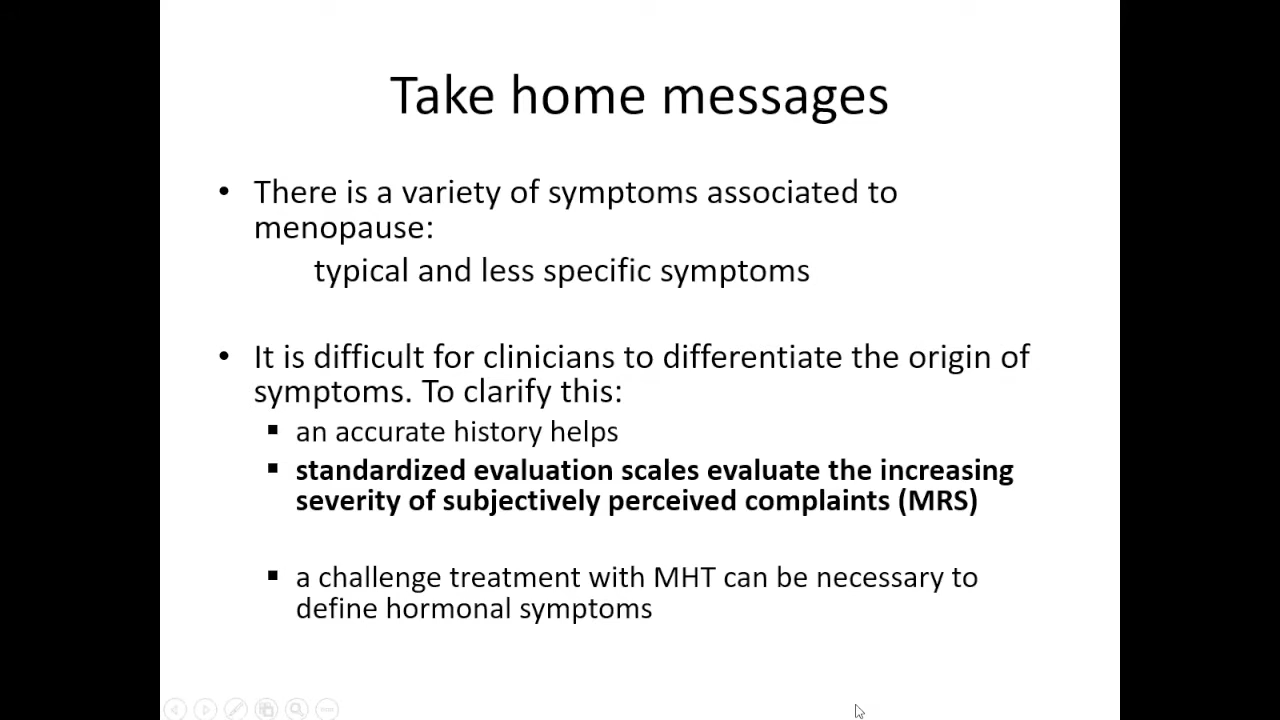 Take home messages
• There is a variety of symptoms associated to
menopause:
typical and less specific symptoms
• It is difficult for clinicians to differentiate the origin of
symptoms. To clarify this:
▪ an accurate history helps
▪ standardized evaluation scales evaluate the increasing
severity of subjectively perceived complaints (MRS)
▪ a challenge treatment with MHT can be necessary to
define hormonal symptoms